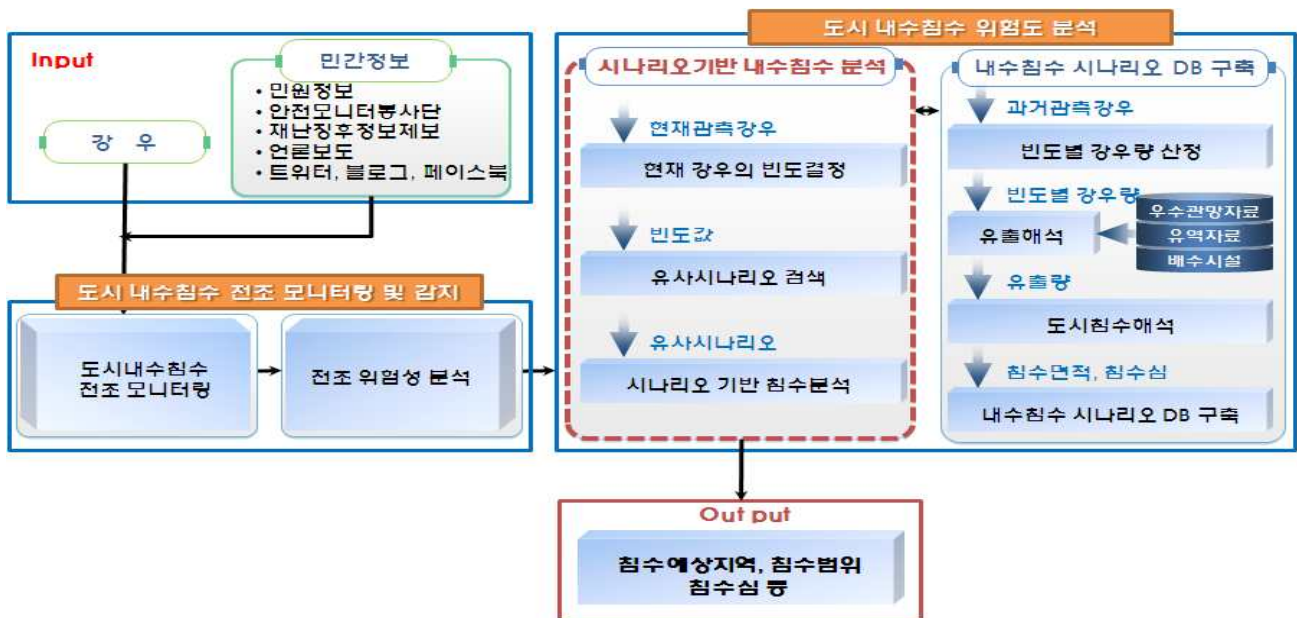 Input
민간정보
• 민원정보
• 안전모니터봉사단
• 재난징후정보제보
• 언론보도
• 트위터, 블로그, 페이스북
강 우
도시 내수침수 전조 모니터링 및 감지
도시내수침수
전조 모니터링
전조 위험성 분석
도시 내수침수 위험도 분석
시나리오기반 내수침수 분석
현재관측강우
현재 강우의 빈도결정
빈도값
유사시나리오 검색
유사시나리오
시나리오 기반 침수분석
내수침수 시나리오 DB 구축
과거관측강우
빈도별 강우량 산정
빈도별 강우량
유출해석
우수관망자료
유역자료
배수시설
유출량
도시침수해석
침수면적, 침수심
내수침수 시나리오 DB 구축
Out put
침수예상지역, 침수범위
침수심 등